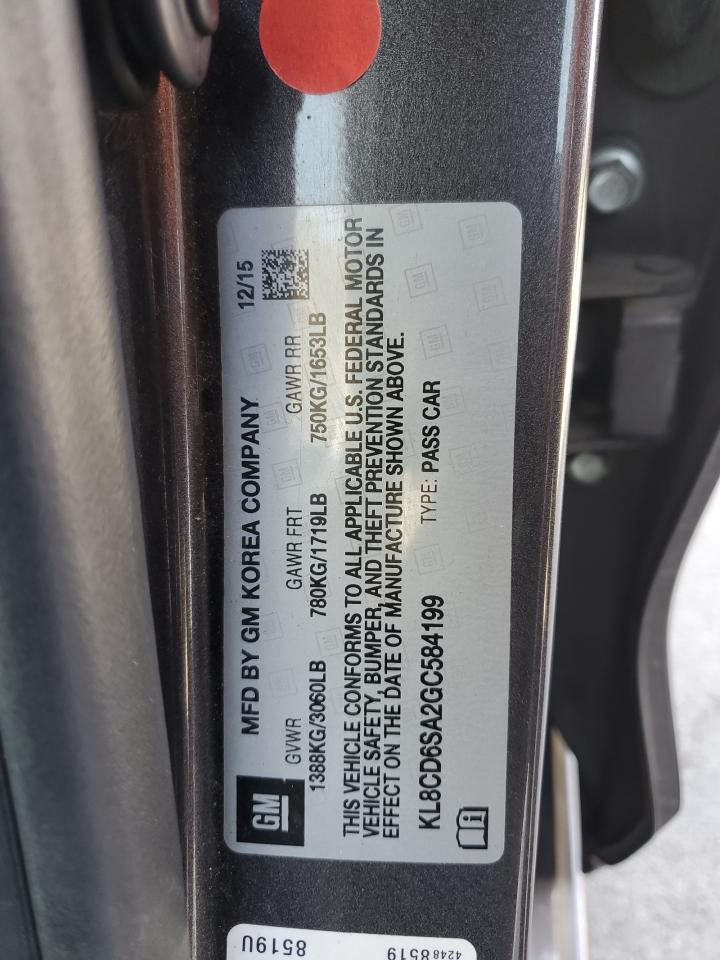 GM
MFD BY GM KOREA COMPANY 12/15
GVWR GAWR FRT GAWR RR
1388KG/3060LB 780KG/1719LB 750KG/1653LB
THIS VEHICLE CONFORMS TO ALL APPLICABLE U.S. FEDERAL MOTOR
VEHICLE SAFETY, BUMPER, AND THEFT PREVENTION STANDARDS IN
EFFECT ON THE DATE OF MANUFACTURE SHOWN ABOVE.
KL8CD6SA2GC584199 TYPE: PASS CAR
8519U
42488519